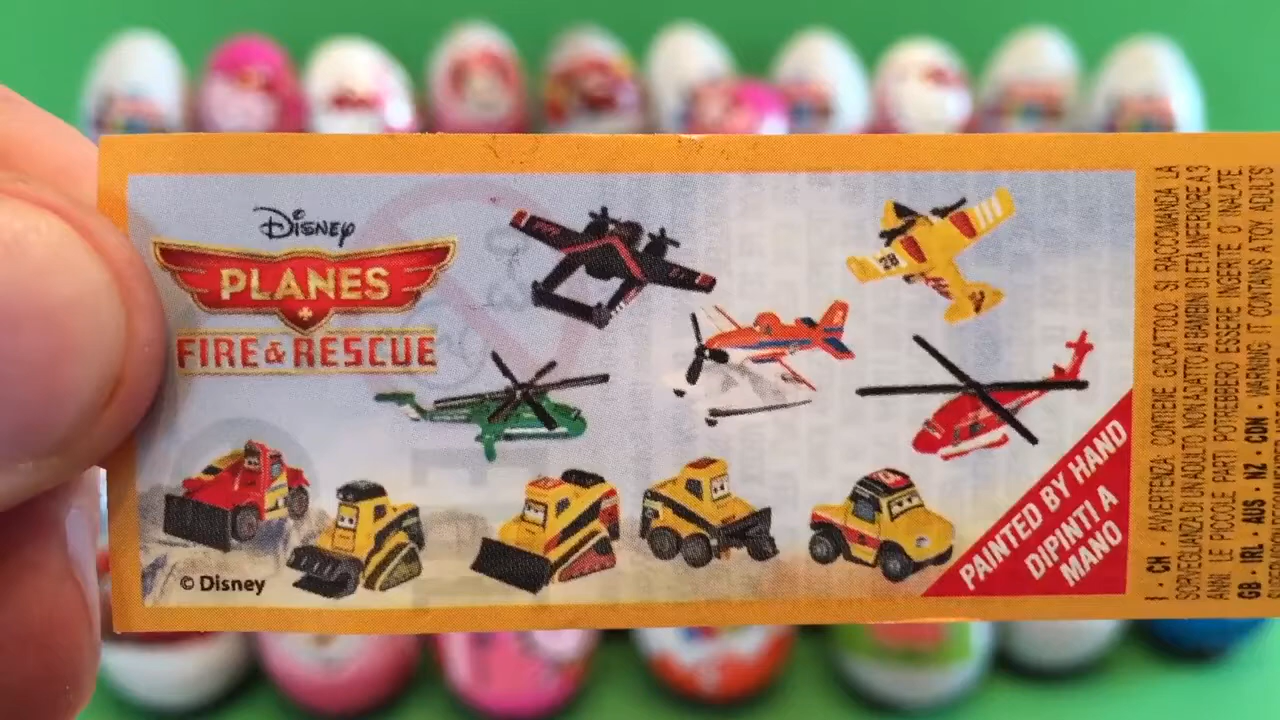 Disney
PLANES
FIRE & RESCUE
28
© Disney
PAINTED BY HAND
DIPINTI A
MANO
I - CH - AVVERTENZA: CONTIENE GIOCATTOLO. SI RACCOMANDA LA
SORVEGLIANZA DI UN ADULTO. NON ADATTO AI BAMBINI DI ETÀ INFERIORE A 3
ANNI. LE PICCOLE PARTI POTREBBERO ESSERE INGERITE O INALATE.
GB - IRL - AUS - NZ - CDN - WARNING: IT CONTAINS A TOY. ADULTS